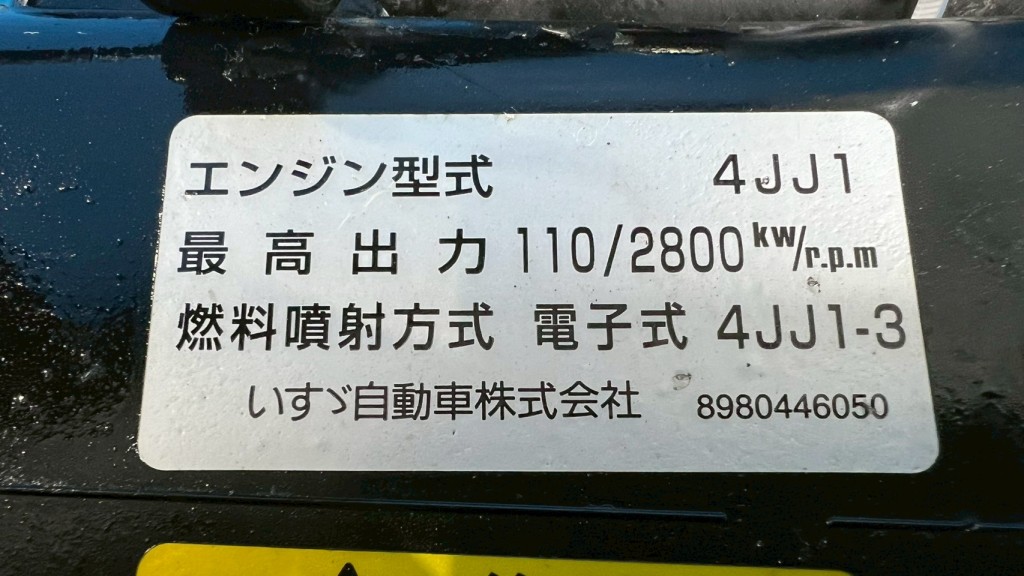 エンジン型式 4JJ1
最高出力 110/2800 kw/r.p.m
燃料噴射方式 電子式 4JJ1-3
いすゞ自動車株式会社 8980446050